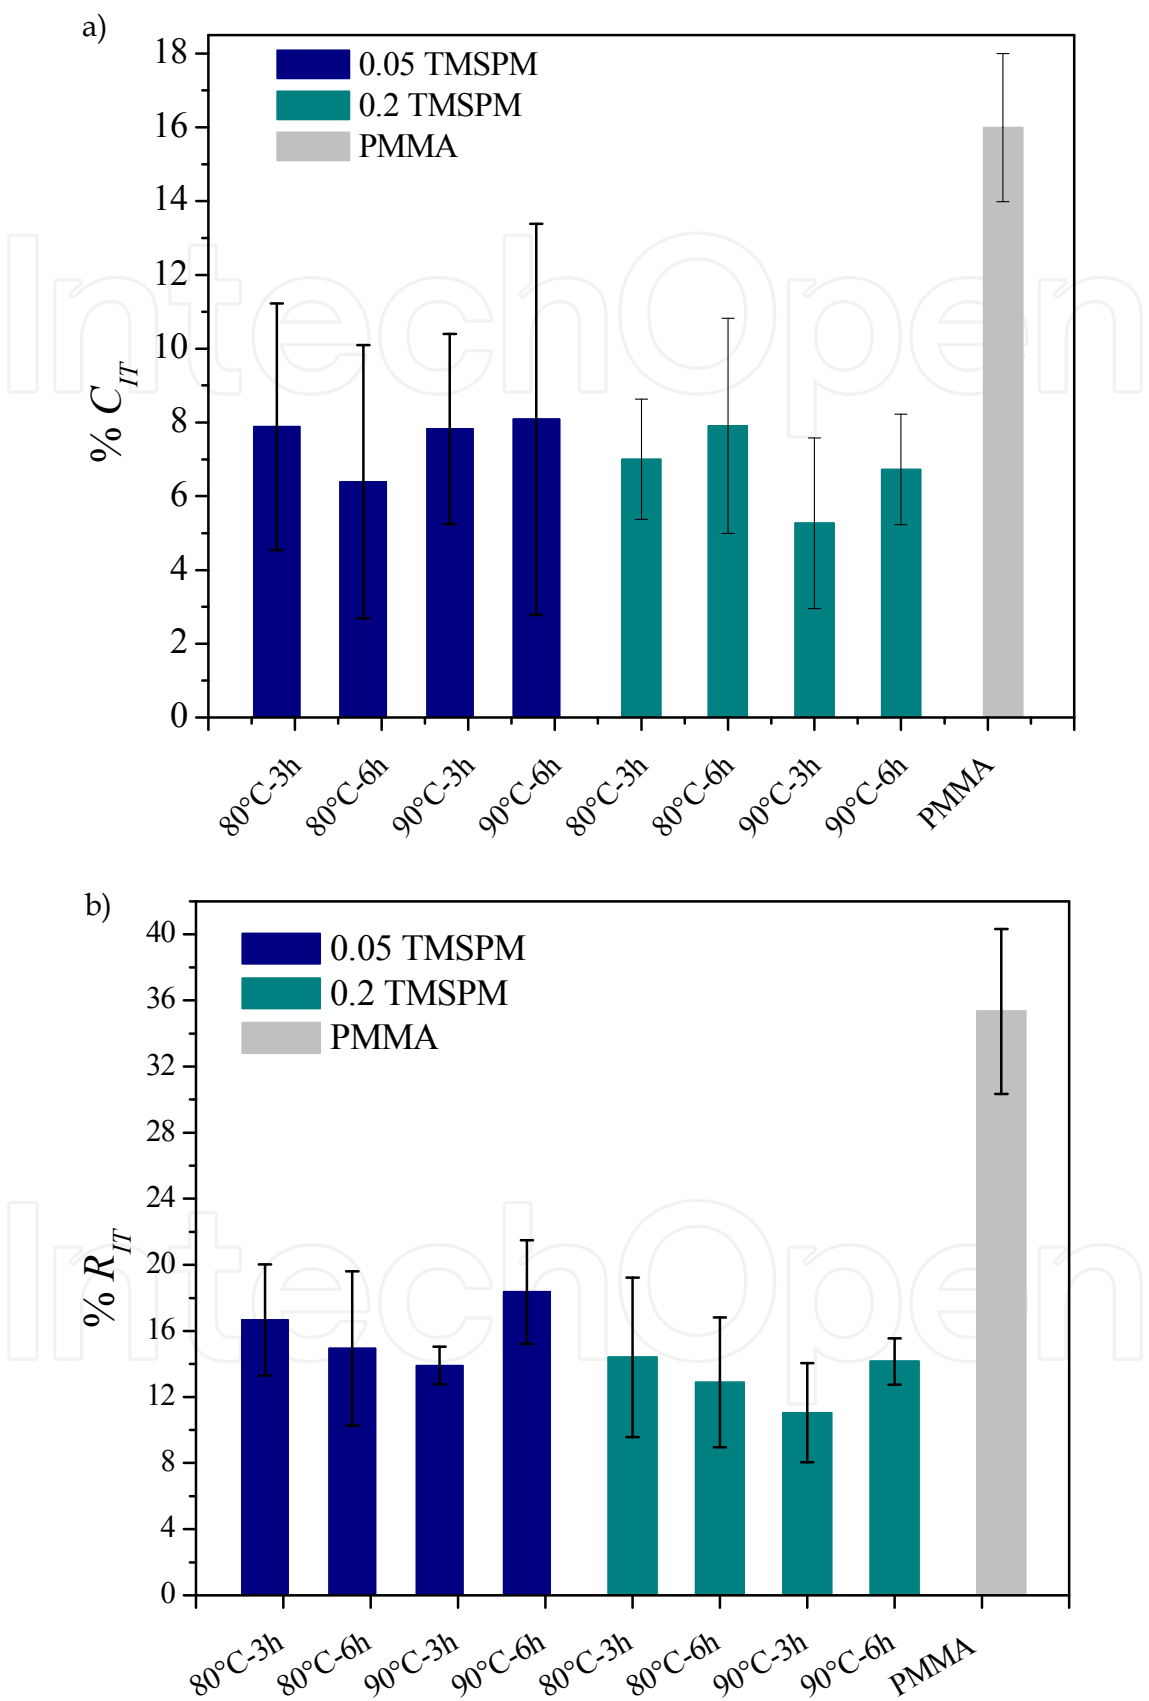 a)
0.05 TMSPM
0.2 TMSPM
PMMA
% C_IT
18
16
14
12
10
8
6
4
2
0
80°C-3h
80°C-6h
90°C-3h
90°C-6h
80°C-3h
80°C-6h
90°C-3h
90°C-6h
PMMA
IntechOpen
b)
0.05 TMSPM
0.2 TMSPM
PMMA
% R_IT
40
36
32
28
24
20
16
12
8
4
0
80°C-3h
80°C-6h
90°C-3h
90°C-6h
80°C-3h
80°C-6h
90°C-3h
90°C-6h
PMMA
IntechOpen